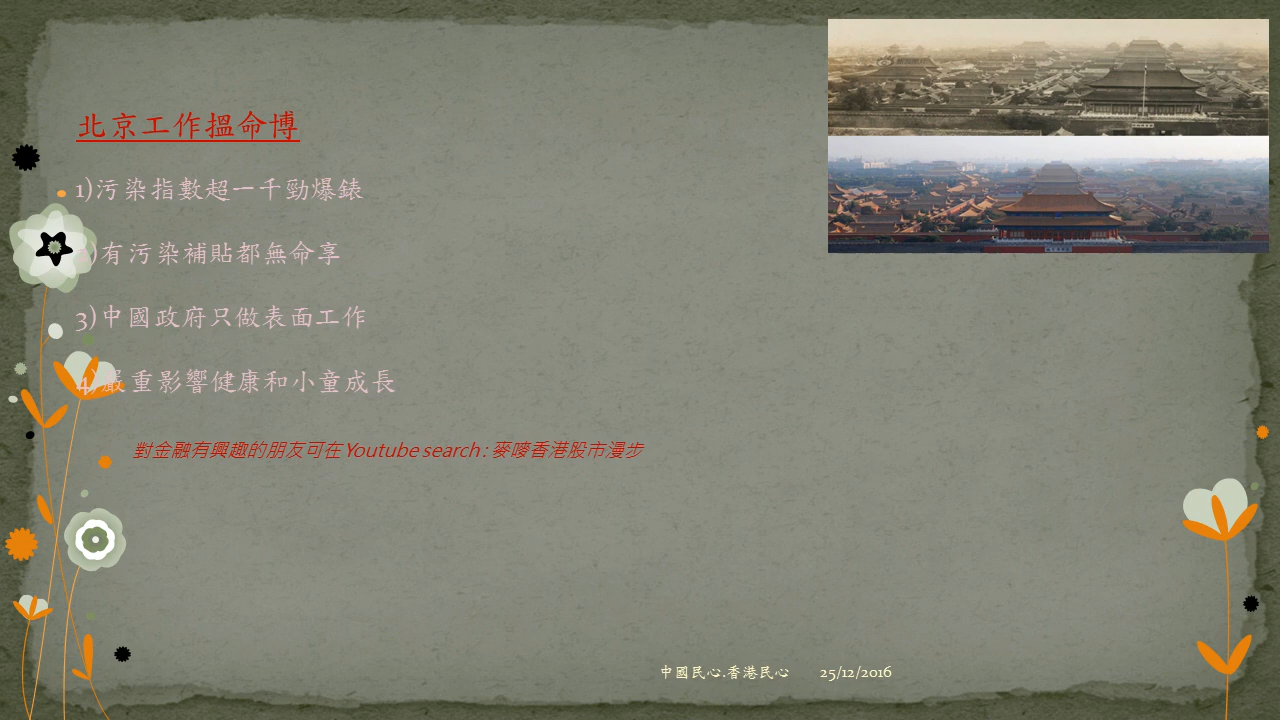 北京工作搵命博
1)污染指數超一千勁爆錶
)有污染補貼都無命享
3)中國政府只做表面工作
4)嚴重影響健康和小童成長
對金融有興趣的朋友可在Youtube search : 麥嘜香港股市漫步
中國民心.香港民心 25/12/2016